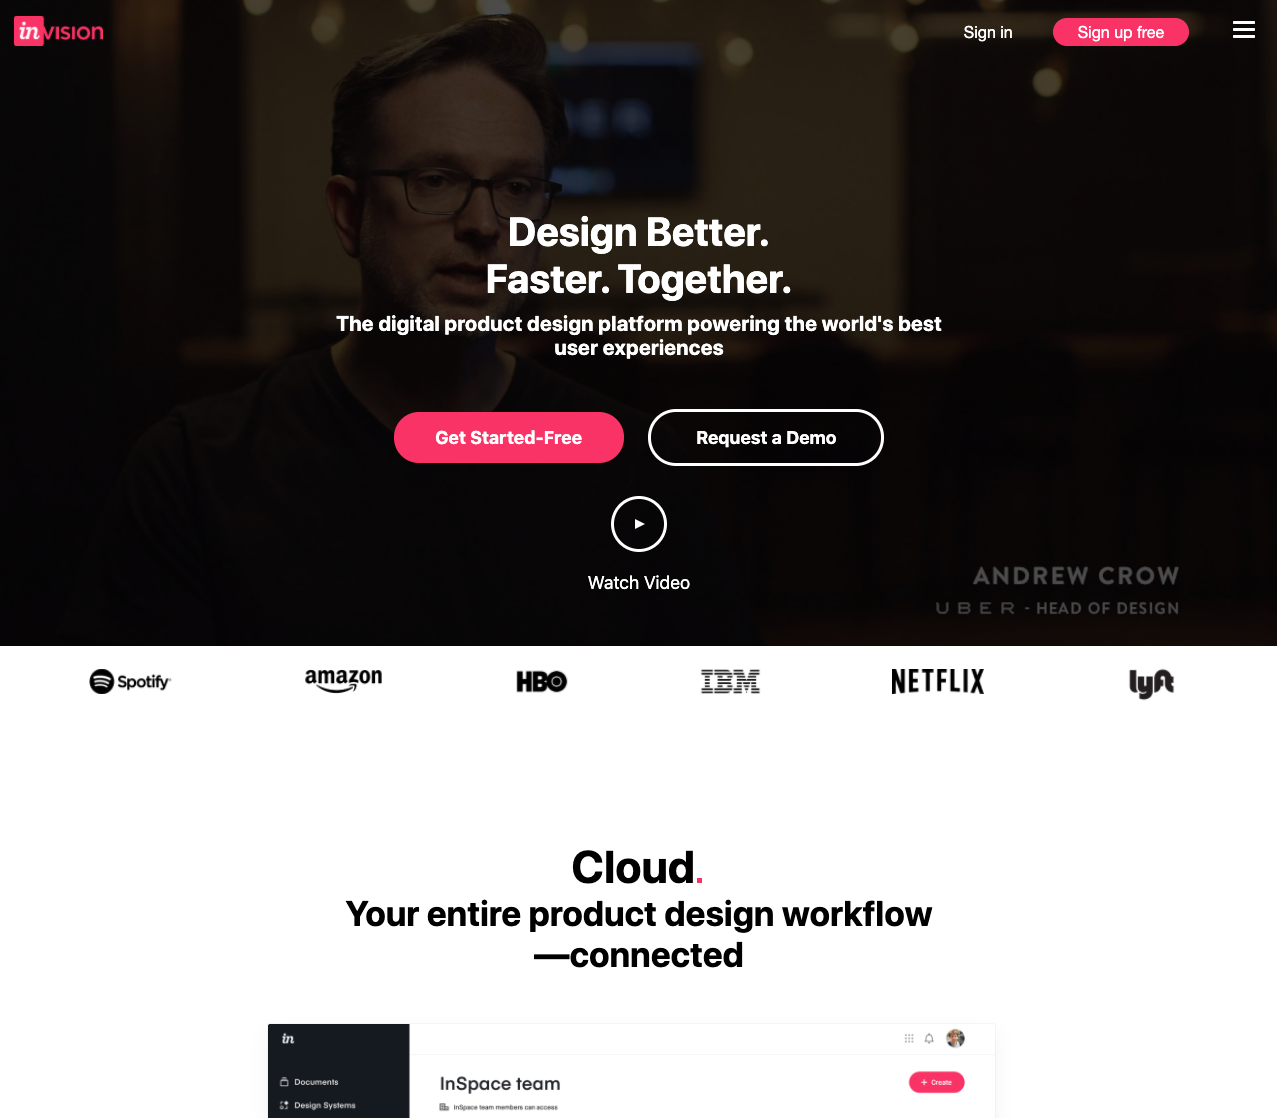 inVISION
Sign in
Sign up free
Design Better.
Faster. Together.
The digital product design platform powering the world's best
user experiences
Get Started-Free
Request a Demo
Watch Video
ANDREW CROW
UBER - HEAD OF DESIGN
Spotify
amazon
HBO
IBM
NETFLIX
lyft
Cloud.
Your entire product design workflow
—connected
in
Documents
InSpace team
+ Create
Design Systems
InSpace team members can access